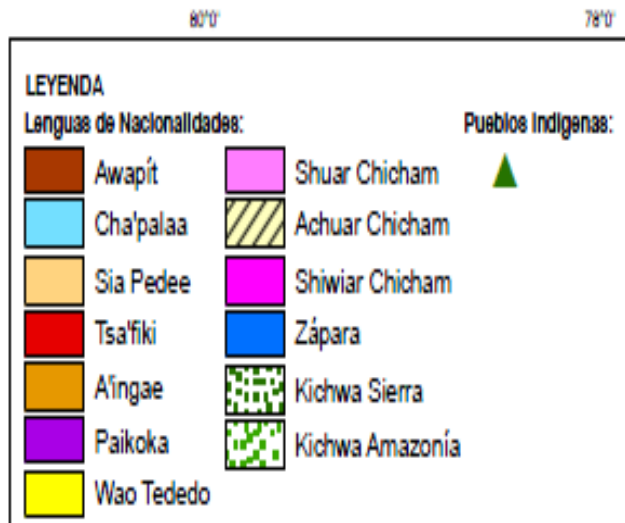 80°0' 78°0'
LEYENDA
Lenguas de Nacionalidades: Pueblos Indigenas:
Awapít Shuar Chicham
Cha'palaa Achuar Chicham
Sia Pedee Shiwiar Chicham
Tsa'fiki Zápara
A'ingae Kichwa Sierra
Paikoka Kichwa Amazonía
Wao Tededo